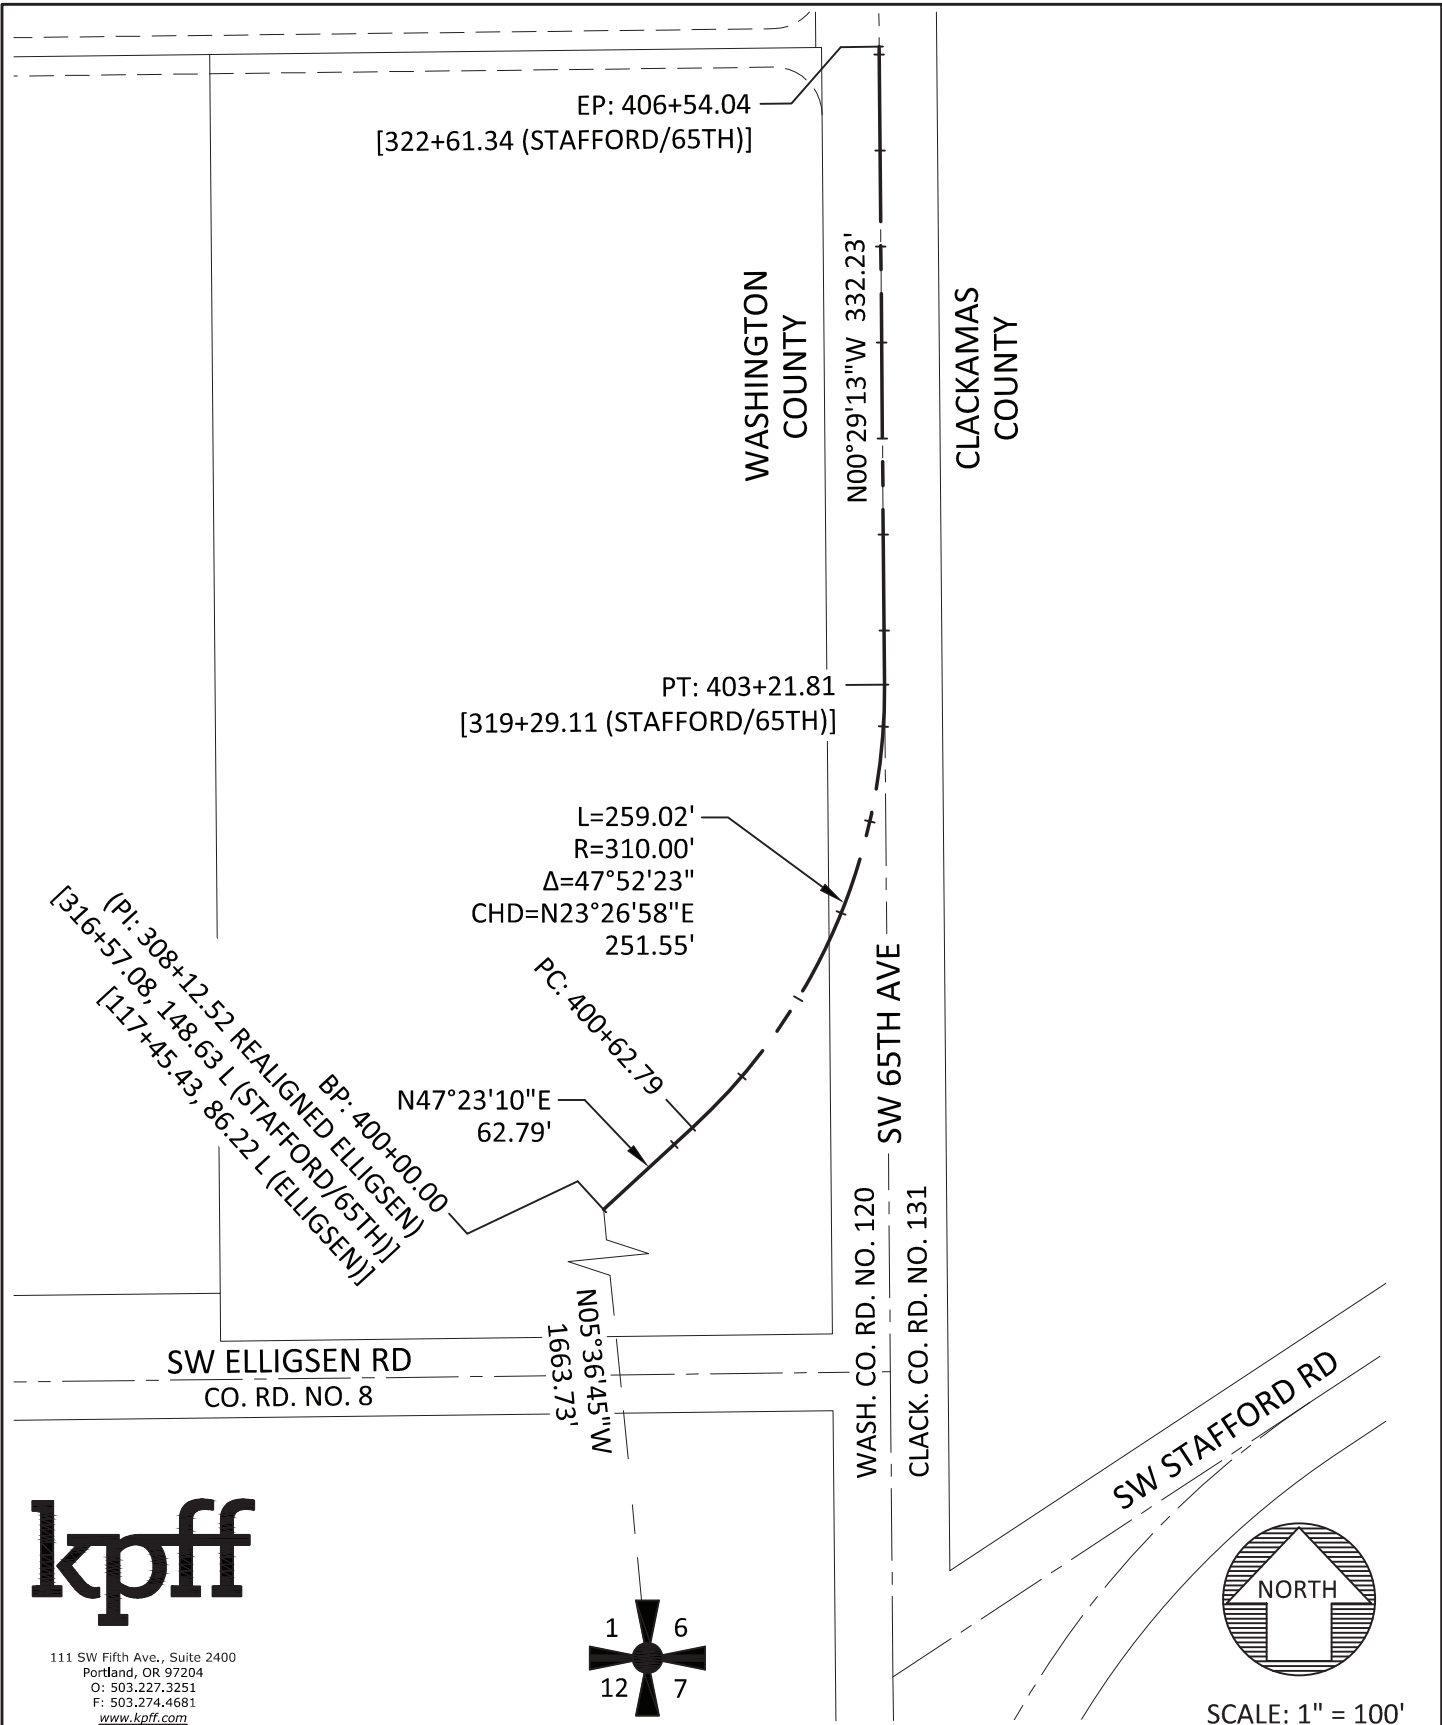 EP: 406+54.04
[322+61.34 (STAFFORD/65TH)]
WASHINGTON
COUNTY
N00°29'13"W 332.23'
CLACKAMAS
COUNTY
PT: 403+21.81
[319+29.11 (STAFFORD/65TH)]
L=259.02'
R=310.00'
Δ=47°52'23"
CHD=N23°26'58"E
251.55'
PC: 400+62.79
N47°23'10"E
62.79'
BP: 400+00.00
(PI: 308+12.52 REALIGNED ELLIGSEN)
[316+57.08, 148.63 L (STAFFORD/65TH)]
[117+45.43, 86.22 L (ELLIGSEN)]
SW 65TH AVE
WASH. CO. RD. NO. 120
CLACK. CO. RD. NO. 131
N05°36'45"W
1663.73'
SW ELLIGSEN RD
CO. RD. NO. 8
SW STAFFORD RD
kpff
111 SW Fifth Ave., Suite 2400
Portland, OR 97204
O: 503.227.3251
F: 503.274.4681
www.kpff.com
1 6
12 7
NORTH
SCALE: 1" = 100'